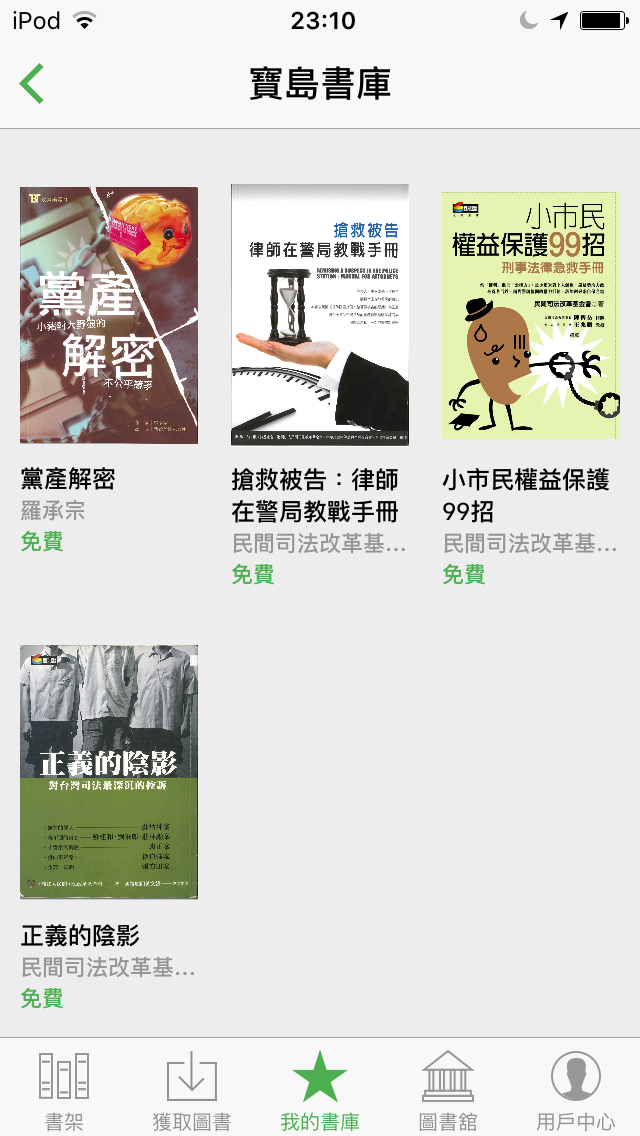 iPod
23:10
寶島書庫
黨產
小豬對大野狼的
解密
不公平競爭
搶救被告
律師在警局教戰手冊
ADVISING A SUSPECT IN THE POLICE
STATION : MANUAL FOR ATTORNEYS
小市民
權益保護99招
刑事法律急救手冊
民間司法改革基金會
黨產解密
羅承宗
免費
搶救被告：律師
在警局教戰手冊
民間司法改革基...
免費
小市民權益保護
99招
民間司法改革基...
免費
正義的陰影
對台灣司法最深沉的控訴
正義的陰影
民間司法改革基...
免費
書架
獲取圖書
我的書庫
圖書舘
用戶中心